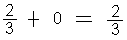 2/3 + 0 = 2/3